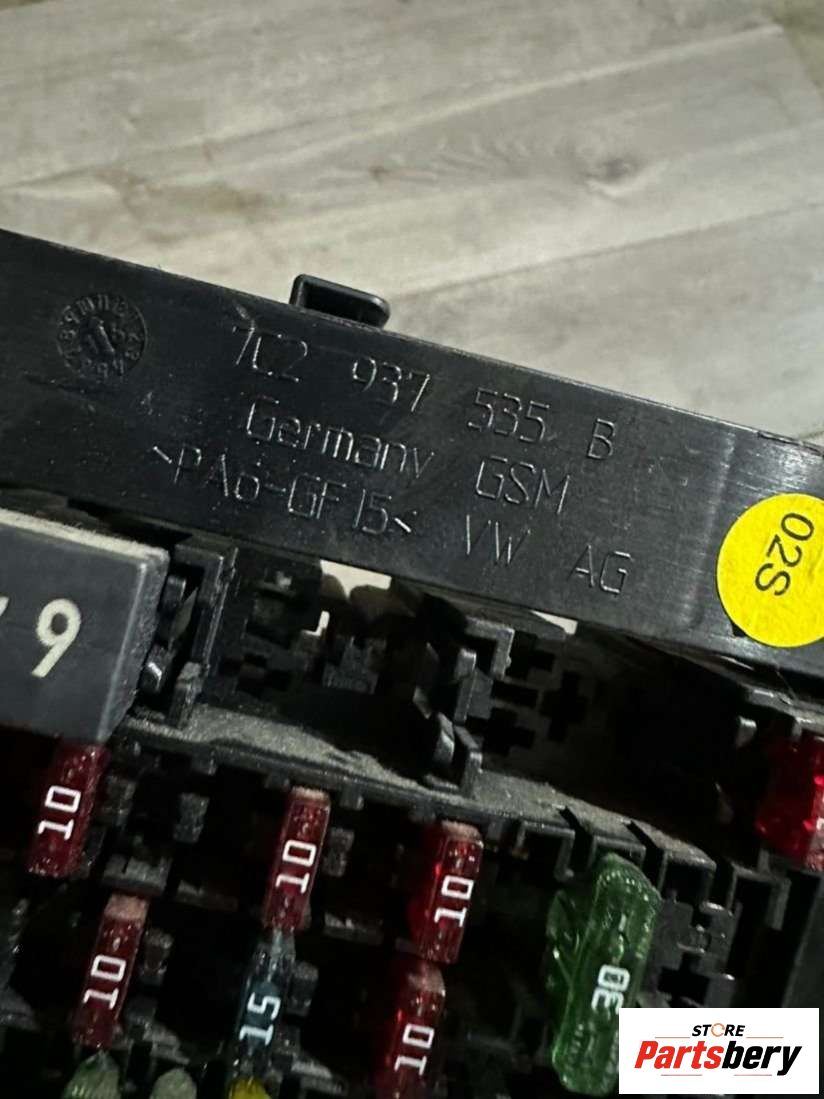 7C2 937 535 B
Germany GSM
>PA6-GF15< VW AG
02S
9
10
10
10
10
15
10
30
STORE
Partsbery